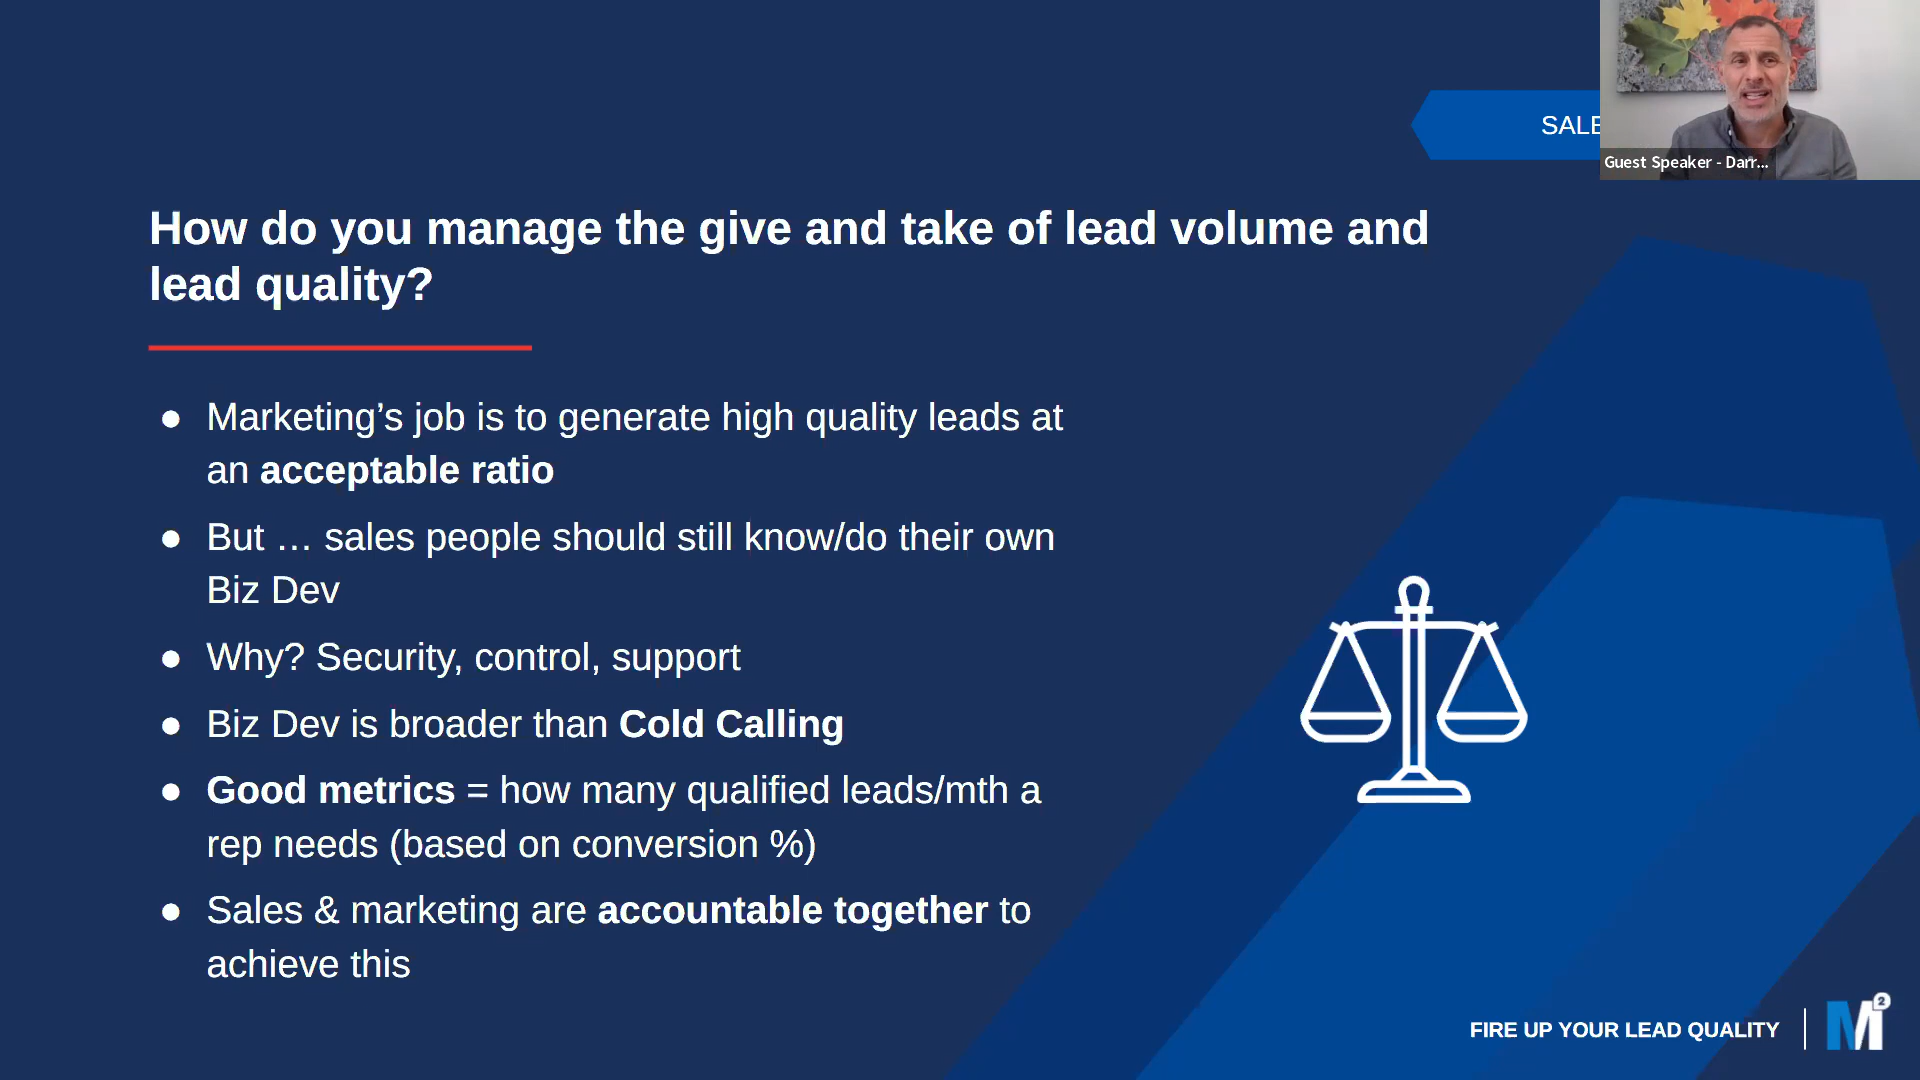 SALE
Guest Speaker - Darr...
How do you manage the give and take of lead volume and
lead quality?
● Marketing’s job is to generate high quality leads at
an acceptable ratio
● But … sales people should still know/do their own
Biz Dev
● Why? Security, control, support
● Biz Dev is broader than Cold Calling
● Good metrics = how many qualified leads/mth a
rep needs (based on conversion %)
● Sales & marketing are accountable together to
achieve this
FIRE UP YOUR LEAD QUALITY
M2